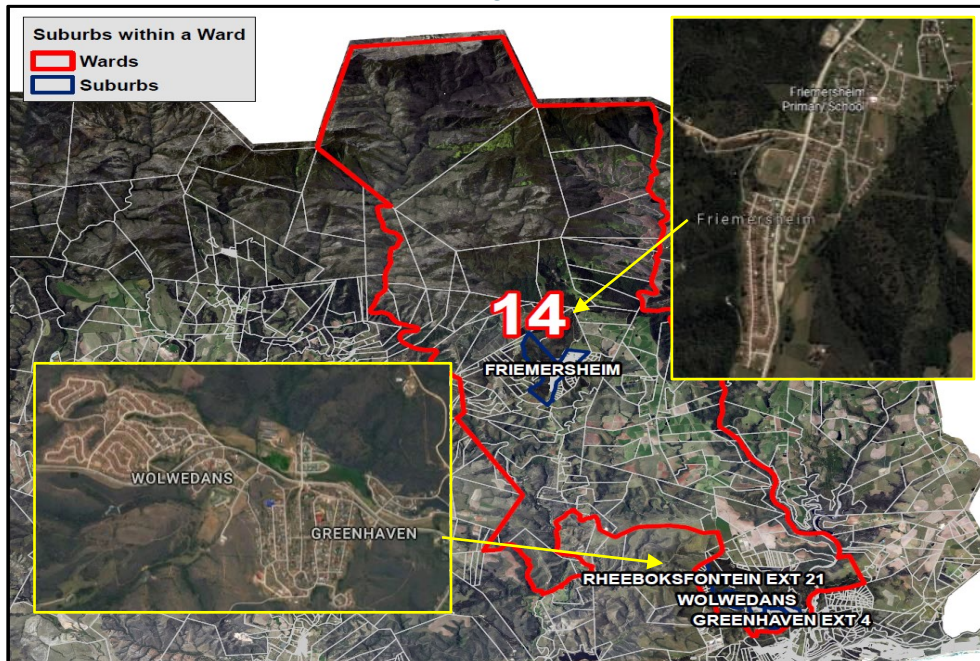 Suburbs within a Ward
Wards
Suburbs
Friemersheim
Primary School
Friemersheim
14
FRIEMERSHEIM
WOLWEDANS
GREENHAVEN
RHEEBOKSFONTEIN EXT 21
WOLWEDANS
GREENHAVEN EXT 4